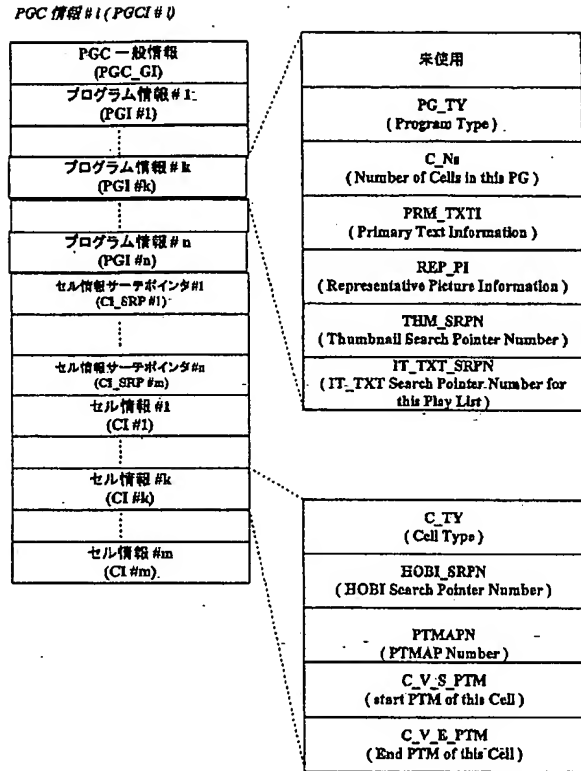 PGC 情報 #l ( PGCI # l)
PGC 一般情報
(PGC_GI)
プログラム情報 # 1
(PGI #1)
プログラム情報 # k
(PGI #k)
プログラム情報 # n
(PGI #n)
セル情報サーチポインタ#1
(CI_SRP #1)
セル情報サーチポインタ#n
(CI_SRP #m)
セル情報 #1
(CI #1)
セル情報 #k
(CI #k)
セル情報 #m
(CI #m)
未使用
PG_TY
( Program Type )
C_Ns
( Number of Cells in this PG )
PRM_TXTI
( Primary Text Information )
REP_PI
( Representative Picture Information )
THM_SRPN
( Thumbnail Search Pointer Number )
IT_TXT_SRPN
( IT_TXT Search Pointer Number for
this Play List )
C_TY
( Cell Type )
HOBI_SRPN
( HOBI Search Pointer Number )
PTMAPN
( PTMAP Number )
C_V_S_PTM
( start PTM of this Cell )
C_V_E_PTM
( End PTM of this Cell )